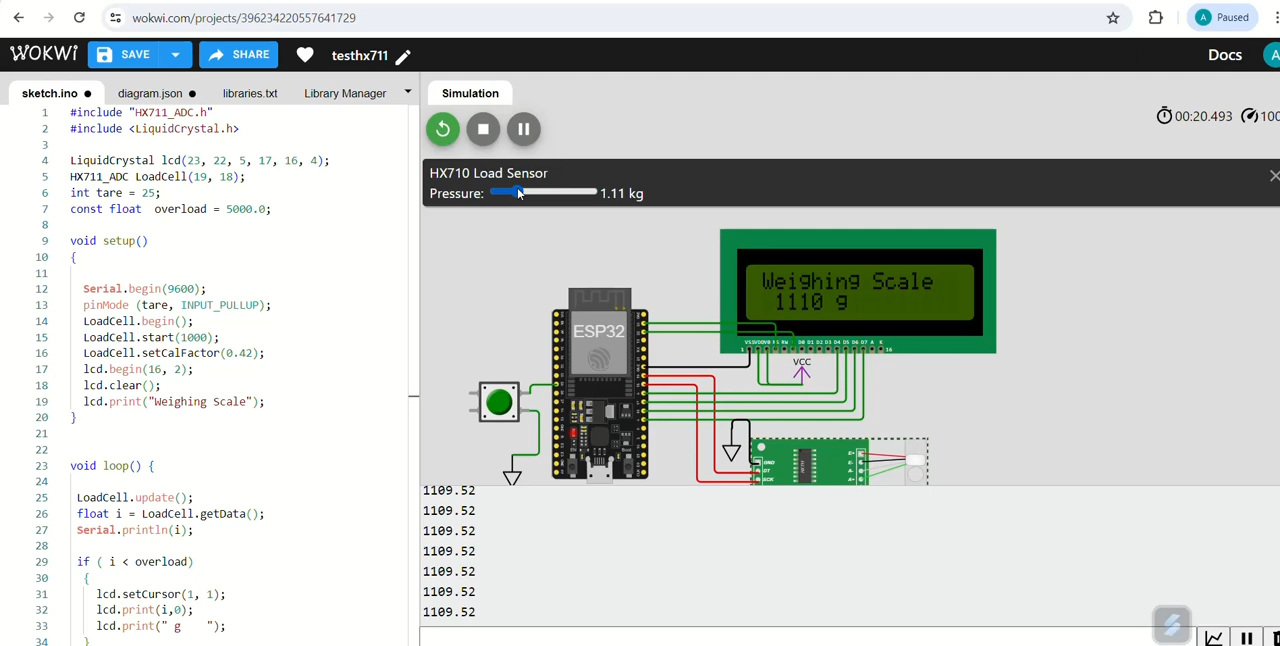 wokwi.com/projects/396234220557641729
A Paused
WOKWI SAVE SHARE testhx711 Docs A
sketch.ino diagram.json libraries.txt Library Manager
Simulation
00:20.493 100
HX710 Load Sensor
Pressure: 1.11 kg
1 #include "HX711_ADC.h"
2 #include <LiquidCrystal.h>
3
4 LiquidCrystal lcd(23, 22, 5, 17, 16, 4);
5 HX711_ADC LoadCell(19, 18);
6 int tare = 25;
7 const float  overload = 5000.0;
8
9 void setup()
10 {
11
12 Serial.begin(9600);
13 pinMode (tare, INPUT_PULLUP);
14 LoadCell.begin();
15 LoadCell.start(1000);
16 LoadCell.setCalFactor(0.42);
17 lcd.begin(16, 2);
18 lcd.clear();
19 lcd.print("Weighing Scale");
20 }
21
22
23 void loop() {
24
25 LoadCell.update();
26 float i = LoadCell.getData();
27 Serial.println(i);
28
29 if ( i < overload)
30 {
31 lcd.setCursor(1, 1);
32 lcd.print(i,0);
33 lcd.print(" g    ");
34 }
Weighing Scale
1110 g
ESP32
VCC
GND
DT
SCK
E+
E-
A-
A+
1109.52
1109.52
1109.52
1109.52
1109.52
1109.52
1109.52